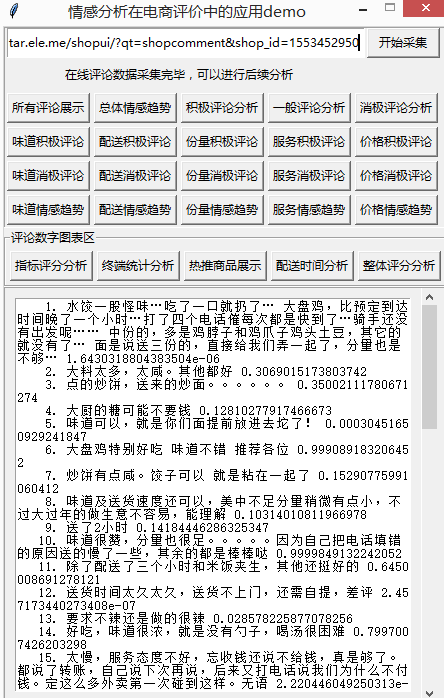 情感分析在电商评价中的应用demo
tar.ele.me/shopui/?qt=shopcomment&shop_id=1553452950
开始采集
在线评论数据采集完毕，可以进行后续分析
所有评论展示 总体情感趋势 积极评论分析 一般评论分析 消极评论分析
味道积极评论 配送积极评论 份量积极评论 服务积极评论 价格积极评论
味道消极评论 配送消极评论 份量消极评论 服务消极评论 价格消极评论
味道情感趋势 配送情感趋势 份量情感趋势 服务情感趋势 价格情感趋势
评论数字图表区
指标评分分析 终端统计分析 热推商品展示 配送时间分析 整体评分分析
1. 水饺一股怪味…吃了一口就扔了… 大盘鸡，比预定到达
时间晚了一个小时…打了四个电话催每次都是快到了…骑手还没
有出发呢…… 中份的，多是鸡脖子和鸡爪子鸡头土豆，其它的
就没有了… 面是说送三份的，直接给我们弄一起了，分量也是
不够… 1.643031880438350 4e-06
2. 大料太多，太咸。其他都好 0.3069015173803742
3. 点的炒饼，送来的炒面。。。。。。 0.35002111780671
274
4. 大厨的糖可能不要钱 0.12810277917466673
5. 味道可以，就是你们面提前放进去坨了！ 0.0003045165
0929241847
6. 大盘鸡特别好吃 味道不错 推荐各位 0.99908918320645
2
7. 炒饼有点咸。饺子可以 就是粘在一起了 0.15290775991
060412
8. 味道及送货速度还可以，美中不足分量稍微有点小，不
过大过年的做生意不容易，能理解 0.10314010811966978
9. 送了2小时 0.14184446286325347
10. 味道很赞，分量也很足。。。。。因为自己把电话填错
的原因送的慢了一些，其余的都是棒棒哒 0.9999849132242052
11. 除了配送了三个小时和米饭夹生，其他还挺好的 0.6450
008691278121
12. 送货时间太久太久，送货不上门，还需自提，差评 2.45
7173440273408e-07
13. 要求不辣还是做的很辣 0.028578225877078256
14. 好吃，味道很浓，就是没有勺子，喝汤很困难 0.799700
7426203298
15. 太慢，服务态度不好，忘收钱还说不给钱，真是够了。
都说了转账，自己说下次再说，后来又打电话说我们为什么不付
钱。定这么多外卖第一次碰到这样。无语 2.220446049250313e-